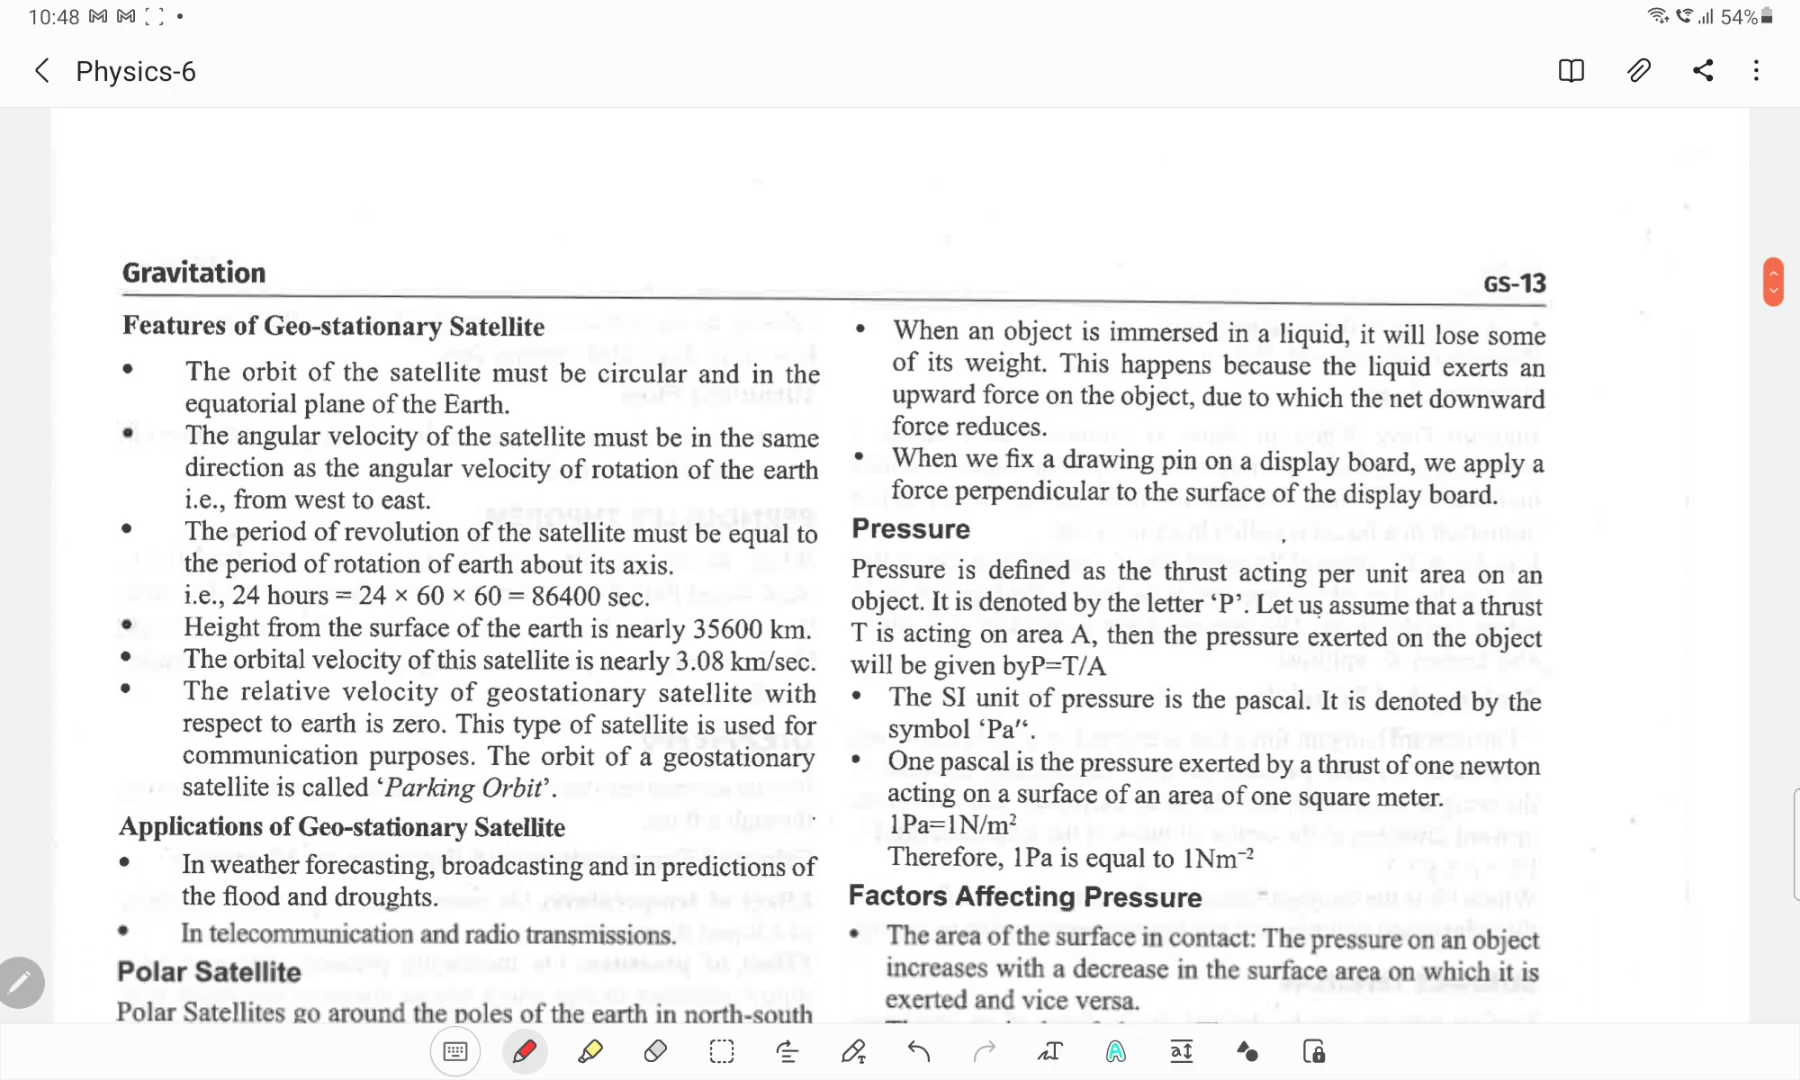 10:48
54%
Physics-6
Gravitation
GS-13
Features of Geo-stationary Satellite
• The orbit of the satellite must be circular and in the
equatorial plane of the Earth.
• The angular velocity of the satellite must be in the same
direction as the angular velocity of rotation of the earth
i.e., from west to east.
• The period of revolution of the satellite must be equal to
the period of rotation of earth about its axis.
i.e., 24 hours = 24 × 60 × 60 = 86400 sec.
• Height from the surface of the earth is nearly 35600 km.
• The orbital velocity of this satellite is nearly 3.08 km/sec.
• The relative velocity of geostationary satellite with
respect to earth is zero. This type of satellite is used for
communication purposes. The orbit of a geostationary
satellite is called ‘Parking Orbit’.
Applications of Geo-stationary Satellite
• In weather forecasting, broadcasting and in predictions of
the flood and droughts.
• In telecommunication and radio transmissions.
Polar Satellite
Polar Satellites go around the poles of the earth in north-south
• When an object is immersed in a liquid, it will lose some
of its weight. This happens because the liquid exerts an
upward force on the object, due to which the net downward
force reduces.
• When we fix a drawing pin on a display board, we apply a
force perpendicular to the surface of the display board.
Pressure
Pressure is defined as the thrust acting per unit area on an
object. It is denoted by the letter ‘P’. Let us assume that a thrust
T is acting on area A, then the pressure exerted on the object
will be given byP=T/A
• The SI unit of pressure is the pascal. It is denoted by the
symbol ‘Pa″‘.
• One pascal is the pressure exerted by a thrust of one newton
acting on a surface of an area of one square meter.
1Pa=1N/m²
Therefore, 1Pa is equal to 1Nm⁻²
Factors Affecting Pressure
• The area of the surface in contact: The pressure on an object
increases with a decrease in the surface area on which it is
exerted and vice versa.